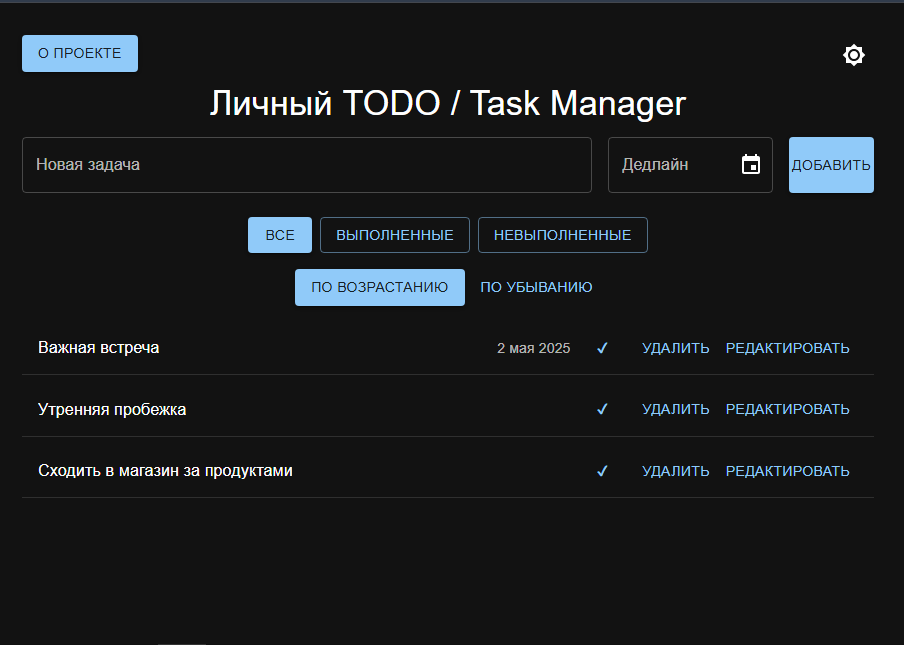 О ПРОЕКТЕ
Личный TODO / Task Manager
Новая задача Дедлайн ДОБАВИТЬ
ВСЕ ВЫПОЛНЕННЫЕ НЕВЫПОЛНЕННЫЕ
ПО ВОЗРАСТАНИЮ ПО УБЫВАНИЮ
Важная встреча 2 мая 2025 ✓ УДАЛИТЬ РЕДАКТИРОВАТЬ
Утренняя пробежка ✓ УДАЛИТЬ РЕДАКТИРОВАТЬ
Сходить в магазин за продуктами ✓ УДАЛИТЬ РЕДАКТИРОВАТЬ